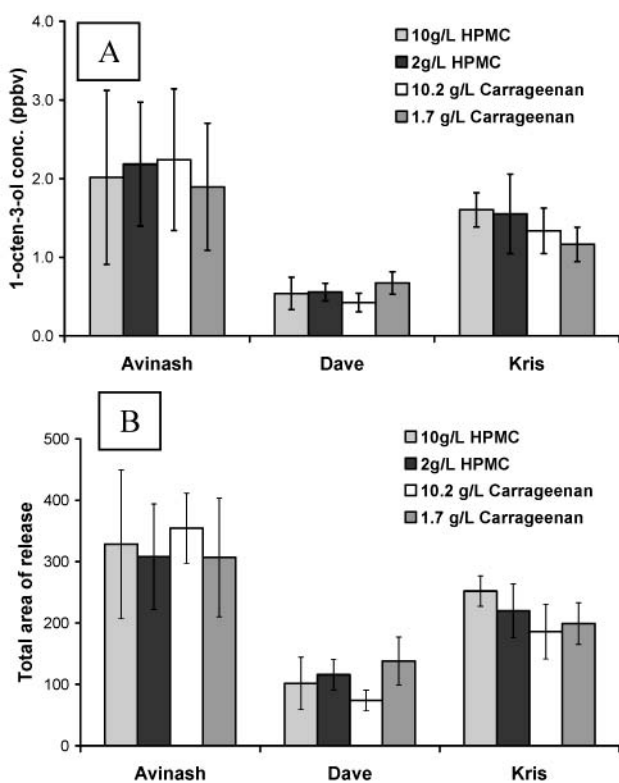 4.0
3.0
2.0
1.0
0.0
1-octen-3-ol conc. (ppbv)
A
10g/L HPMC
2g/L HPMC
10.2 g/L Carrageenan
1.7 g/L Carrageenan
Avinash Dave Kris
B
500
400
300
200
100
0
Total area of release
10g/L HPMC
2g/L HPMC
10.2 g/L Carrageenan
1.7 g/L Carrageenan
Avinash Dave Kris